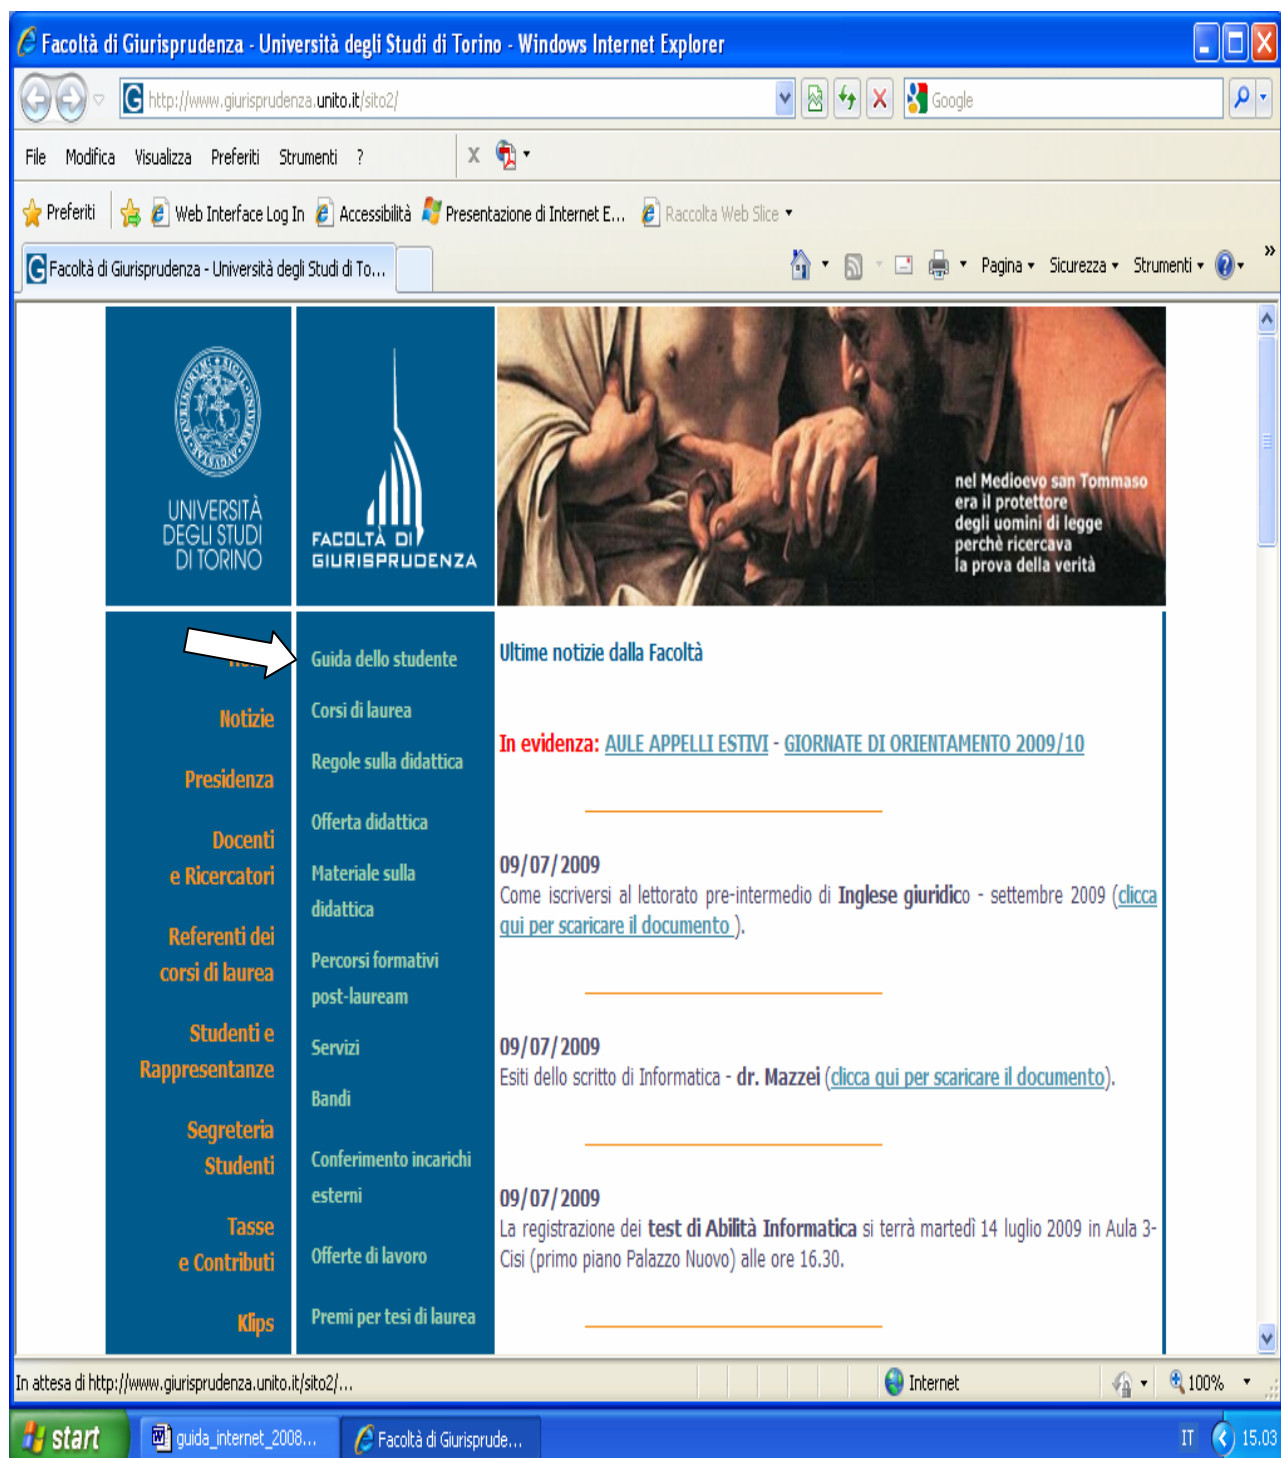 Facoltà di Giurisprudenza - Università degli Studi di Torino - Windows Internet Explorer
http://www.giurisprudenza.unito.it/sito2/
Google
File Modifica Visualizza Preferiti Strumenti ?
X
Preferiti Web Interface Log In Accessibilità Presentazione di Internet E... Raccolta Web Slice
Facoltà di Giurisprudenza - Università degli Studi di To...
Pagina Sicurezza Strumenti »
UNIVERSITÀ
DEGLI STUDI
DI TORINO
FACOLTÀ DI
GIURISPRUDENZA
nel Medioevo san Tommaso
era il protettore
degli uomini di legge
perchè ricercava
la prova della verità
Notizie
Presidenza
Docenti
e Ricercatori
Referenti dei
corsi di laurea
Studenti e
Rappresentanze
Segreteria
Studenti
Tasse
e Contributi
Klips
Guida dello studente
Corsi di laurea
Regole sulla didattica
Offerta didattica
Materiale sulla
didattica
Percorsi formativi
post-lauream
Servizi
Bandi
Conferimento incarichi
esterni
Offerte di lavoro
Premi per tesi di laurea
Ultime notizie dalla Facoltà
In evidenza: AULE APPELLI ESTIVI - GIORNATE DI ORIENTAMENTO 2009/10
09/07/2009
Come iscriversi al lettorato pre-intermedio di Inglese giuridico - settembre 2009 (clicca
qui per scaricare il documento ).
09/07/2009
Esiti dello scritto di Informatica - dr. Mazzei (clicca qui per scaricare il documento).
09/07/2009
La registrazione dei test di Abilità Informatica si terrà martedì 14 luglio 2009 in Aula 3-
Cisi (primo piano Palazzo Nuovo) alle ore 16.30.
In attesa di http://www.giurisprudenza.unito.it/sito2/...
Internet
100%
start
guida_internet_2008...
Facoltà di Giurisprude...
IT
15.03